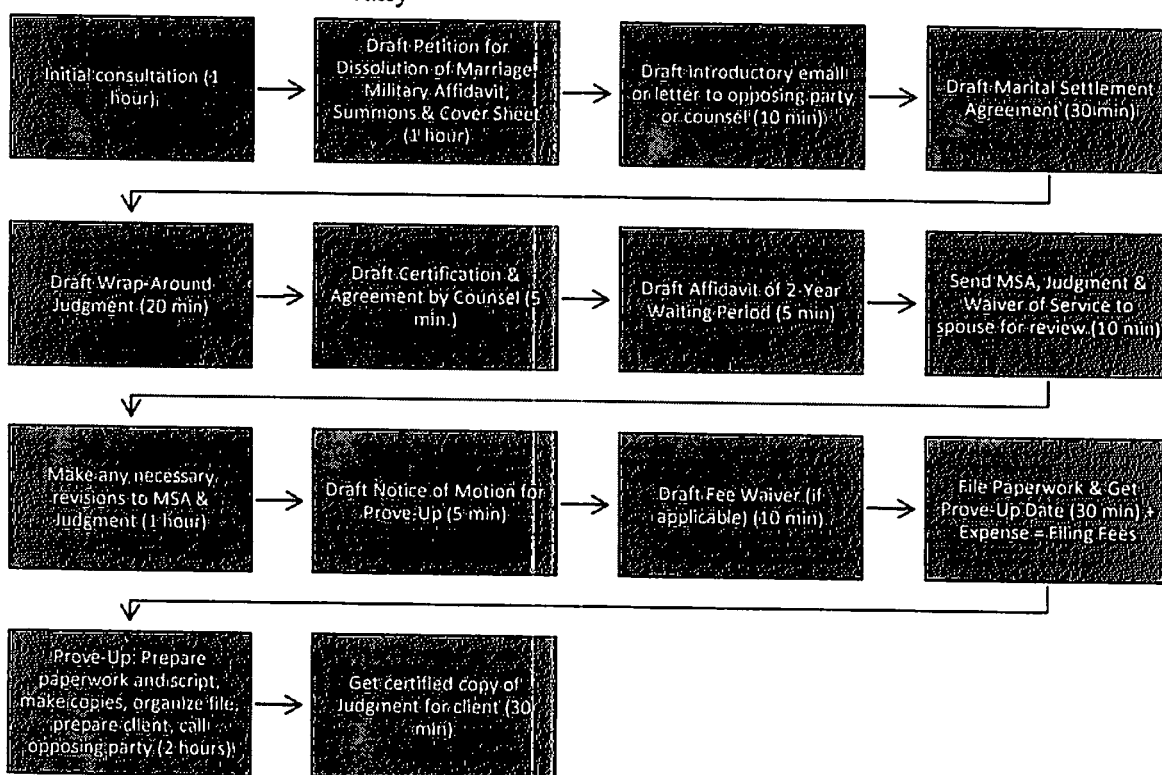 Initial consultation (1
hour)
Draft Petition for
Dissolution of Marriage
Military Affidavit,
Summons & Cover Sheet
(1 hour)
Draft Introductory email
or letter to opposing party
or counsel (10 min)
Draft Marital Settlement
Agreement (30 min)
Draft Wrap-Around
Judgment (20 min)
Draft Certification &
Agreement by Counsel (5
min.)
Draft Affidavit of 2-Year
Waiting Period (5 min)
Send MSA, Judgment &
Waiver of Service to
spouse for review (10 min)
Make any necessary
revisions to MSA &
Judgment (1 hour)
Draft Notice of Motion for
Prove-Up (5 min)
Draft Fee Waiver (if
applicable) (10 min)
File Paperwork & Get
Prove-Up Date (30 min) +
Expense = Filing Fees
Prove-Up: Prepare
paperwork and script,
make copies, organize file,
prepare client, call
opposing party (2 hours)
Get certified copy of
Judgment for client (30
min)